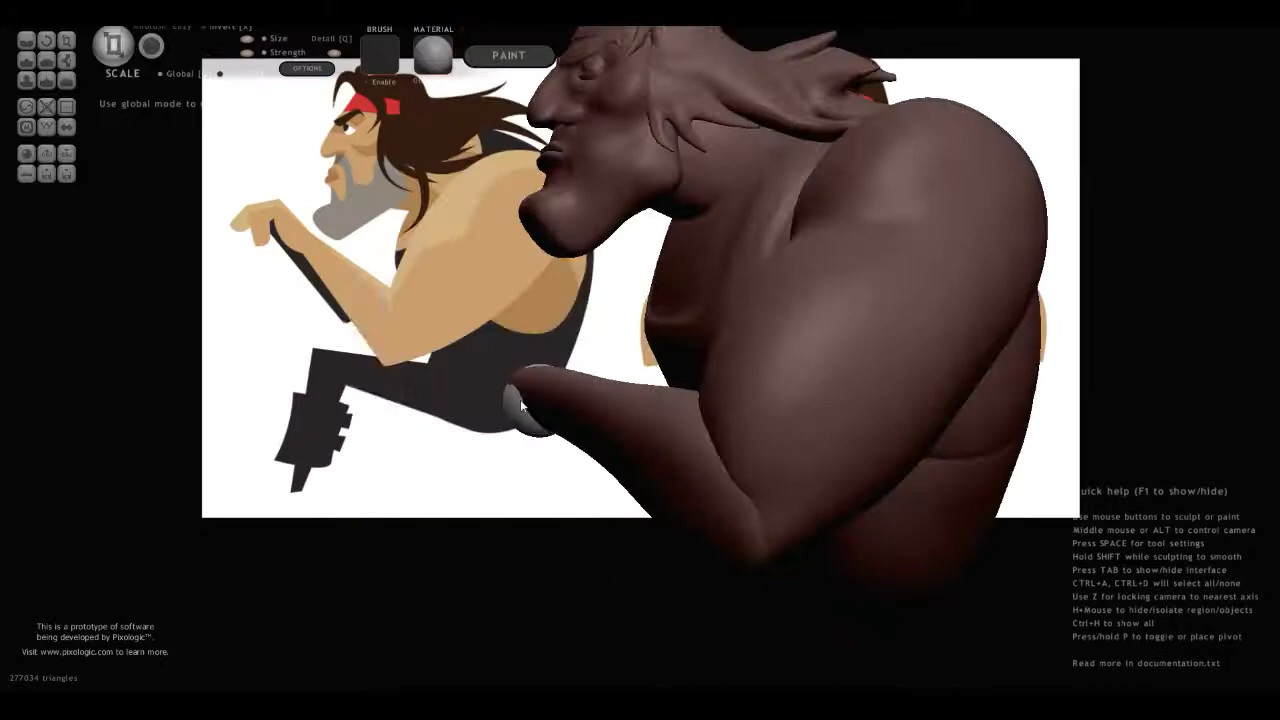 Invert [X]
Size
Detail [Q]
Strength
BRUSH
MATERIAL
PAINT
OPTIONS
Enable
SCALE
Global
Use global mode to
uick help (F1 to show/hide)
se mouse buttons to sculpt or paint
Middle mouse or ALT to control camera
Press SPACE for tool settings
Hold SHIFT while sculpting to smooth
Press TAB to show/hide interface
CTRL+A, CTRL+D will select all/none
Use Z for locking camera to nearest axis
H+Mouse to hide/isolate region/objects
Ctrl+H to show all
Press/hold P to toggle or place pivot
Read more in documentation.txt
This is a prototype of software
being developed by Pixologic™.
Visit www.pixologic.com to learn more.
277034 triangles